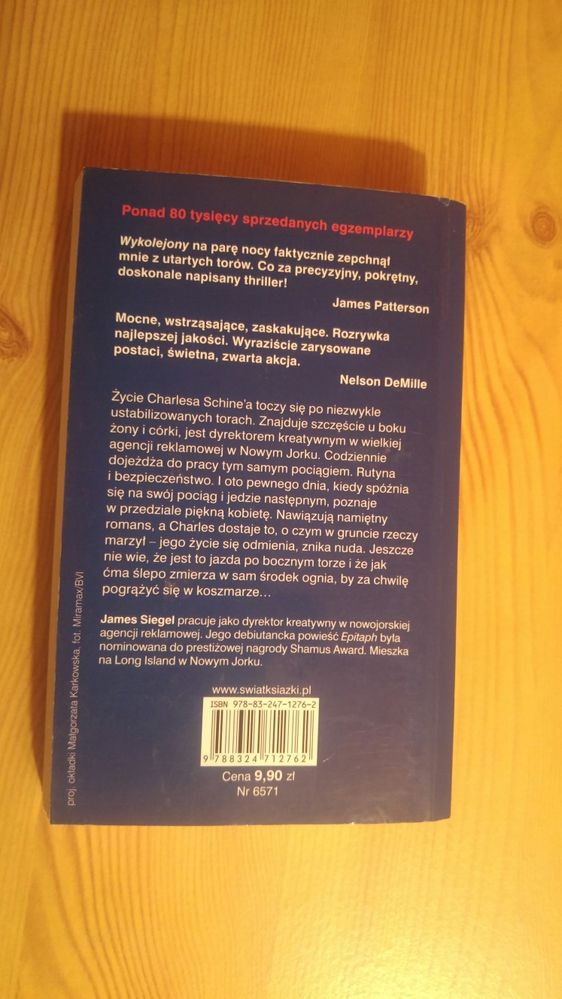 Ponad 80 tysięcy sprzedanych egzemplarzy
Wykolejony na parę nocy faktycznie zepchnął
mnie z utartych torów. Co za precyzyjny, pokrętny,
doskonale napisany thriller!
James Patterson
Mocne, wstrząsające, zaskakujące. Rozrywka
najlepszej jakości. Wyraziście zarysowane
postaci, świetna, zwarta akcja.
Nelson DeMille
Życie Charlesa Schine'a toczy się po niezwykle
ustabilizowanych torach. Znajduje szczęście u boku
żony i córki, jest dyrektorem kreatywnym w wielkiej
agencji reklamowej w Nowym Jorku. Codziennie
dojeżdża do pracy tym samym pociągiem. Rutyna
i bezpieczeństwo. I oto pewnego dnia, kiedy spóźnia
się na swój pociąg i jedzie następnym, poznaje
w przedziale piękną kobietę. Nawiązują namiętny
romans, a Charles dostaje to, o czym w gruncie rzeczy
marzył – jego życie się odmienia, znika nuda. Jeszcze
nie wie, że jest to jazda po bocznym torze i że jak
ćma ślepo zmierza w sam środek ognia, by za chwilę
pogrążyć się w koszmarze...
James Siegel pracuje jako dyrektor kreatywny w nowojorskiej
agencji reklamowej. Jego debiutancka powieść Epitaph była
nominowana do prestiżowej nagrody Shamus Award. Mieszka
na Long Island w Nowym Jorku.
www.swiatksiazki.pl
ISBN 978-83-247-1276-2
9 788324 712762
Cena 9,90 zł
Nr 6571
proj. okładki Małgorzata Karkowska, fot. Miramax/BVI